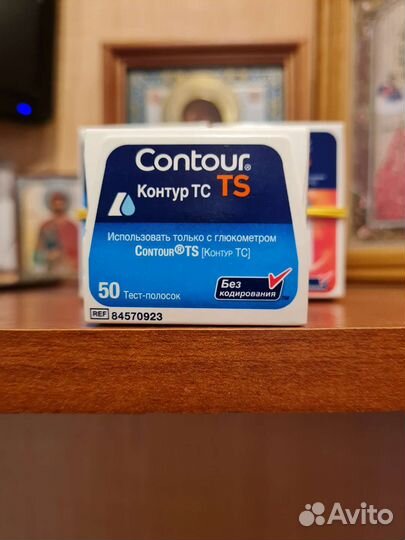 Contour® TS
Контур ТС
Использовать только с глюкометром
CONTOUR®TS [КОНТУР ТС]
Без
кодирования
50 Тест-полосок
REF 84570923
Avito